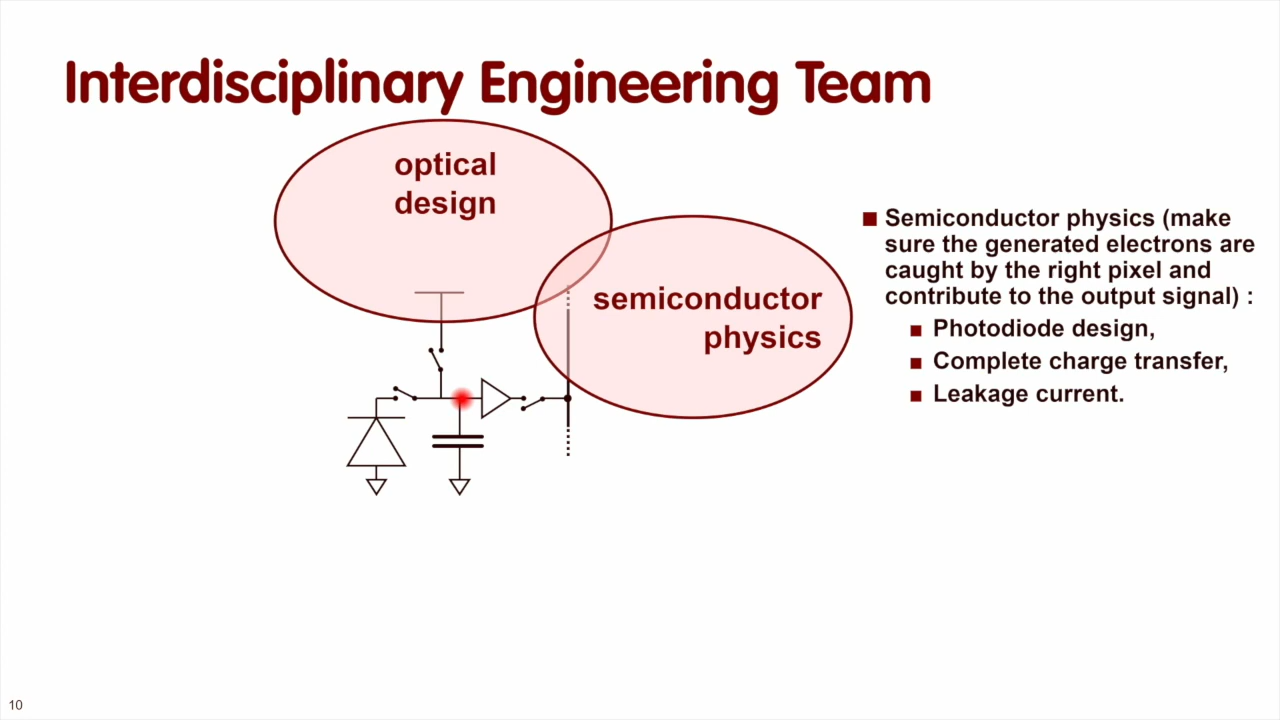 Interdisciplinary Engineering Team
optical
design
semiconductor
physics
Semiconductor physics (make
sure the generated electrons are
caught by the right pixel and
contribute to the output signal) :
Photodiode design,
Complete charge transfer,
Leakage current.
10